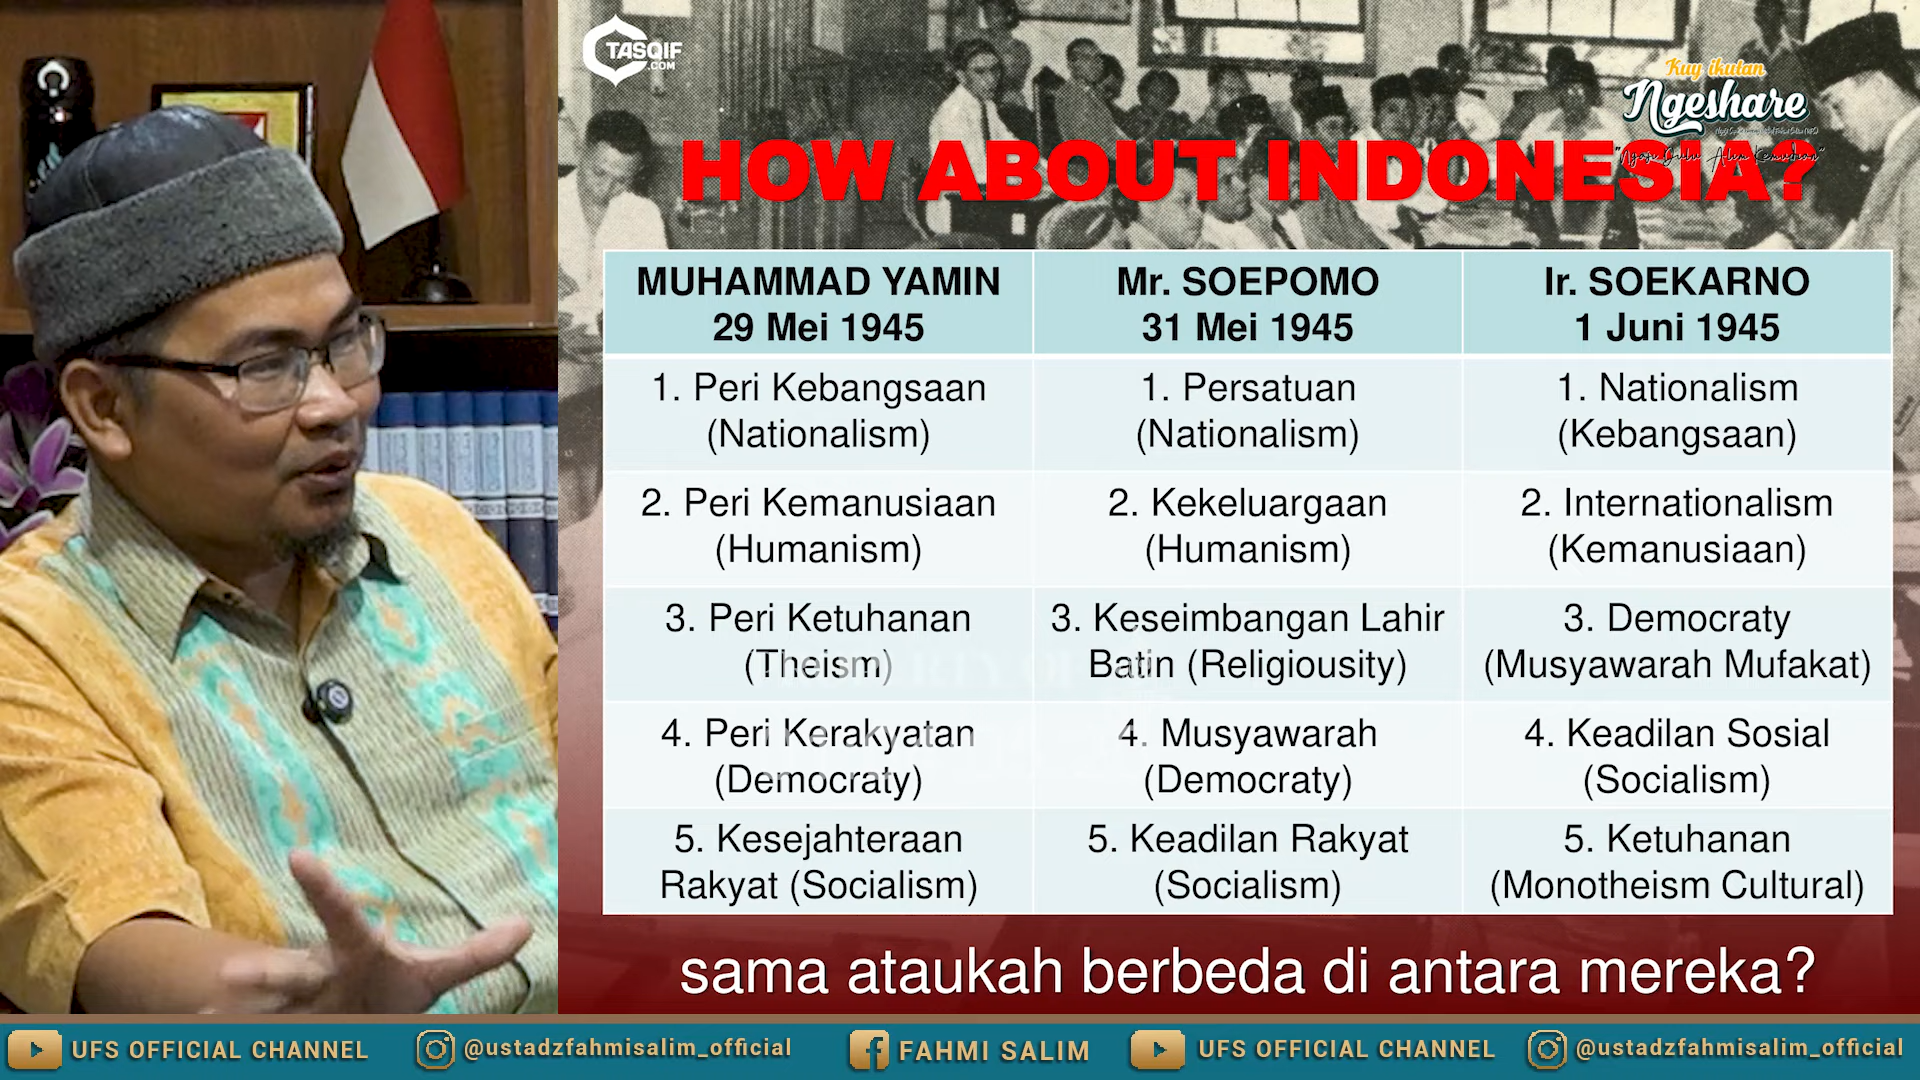 TASQIF
.COM
Kuy ikutan
Ngeshare
HOW ABOUT INDONESIA?
MUHAMMAD YAMIN
29 Mei 1945
Mr. SOEPOMO
31 Mei 1945
Ir. SOEKARNO
1 Juni 1945
1. Peri Kebangsaan
(Nationalism)
1. Persatuan
(Nationalism)
1. Nationalism
(Kebangsaan)
2. Peri Kemanusiaan
(Humanism)
2. Kekeluargaan
(Humanism)
2. Internationalism
(Kemanusiaan)
3. Peri Ketuhanan
(Theism)
3. Keseimbangan Lahir
Batin (Religiousity)
3. Democraty
(Musyawarah Mufakat)
4. Peri Kerakyatan
(Democraty)
4. Musyawarah
(Democraty)
4. Keadilan Sosial
(Socialism)
5. Kesejahteraan
Rakyat (Socialism)
5. Keadilan Rakyat
(Socialism)
5. Ketuhanan
(Monotheism Cultural)
sama ataukah berbeda di antara mereka?
UFS OFFICIAL CHANNEL
@ustadzfahmisalim_official
FAHMI SALIM
UFS OFFICIAL CHANNEL
@ustadzfahmisalim_official